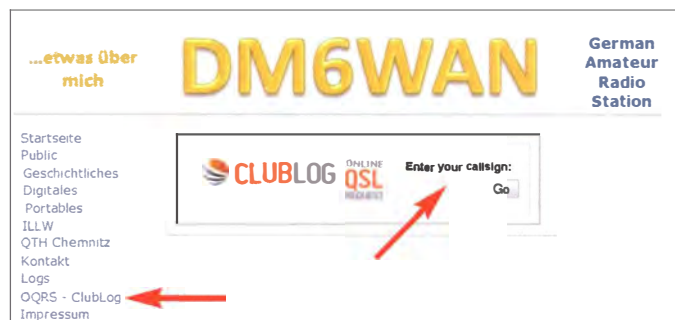 ...etwas über
mich
DM6WAN
German
Amateur
Radio
Station
Startseite
Public
Geschichtliches
Digitales
Portables
ILLW
QTH Chemnitz
Kontakt
Logs
OQRS - ClubLog
Impressum
CLUBLOG
ONLINE
QSL
REQUEST
Enter your callsign:
Go